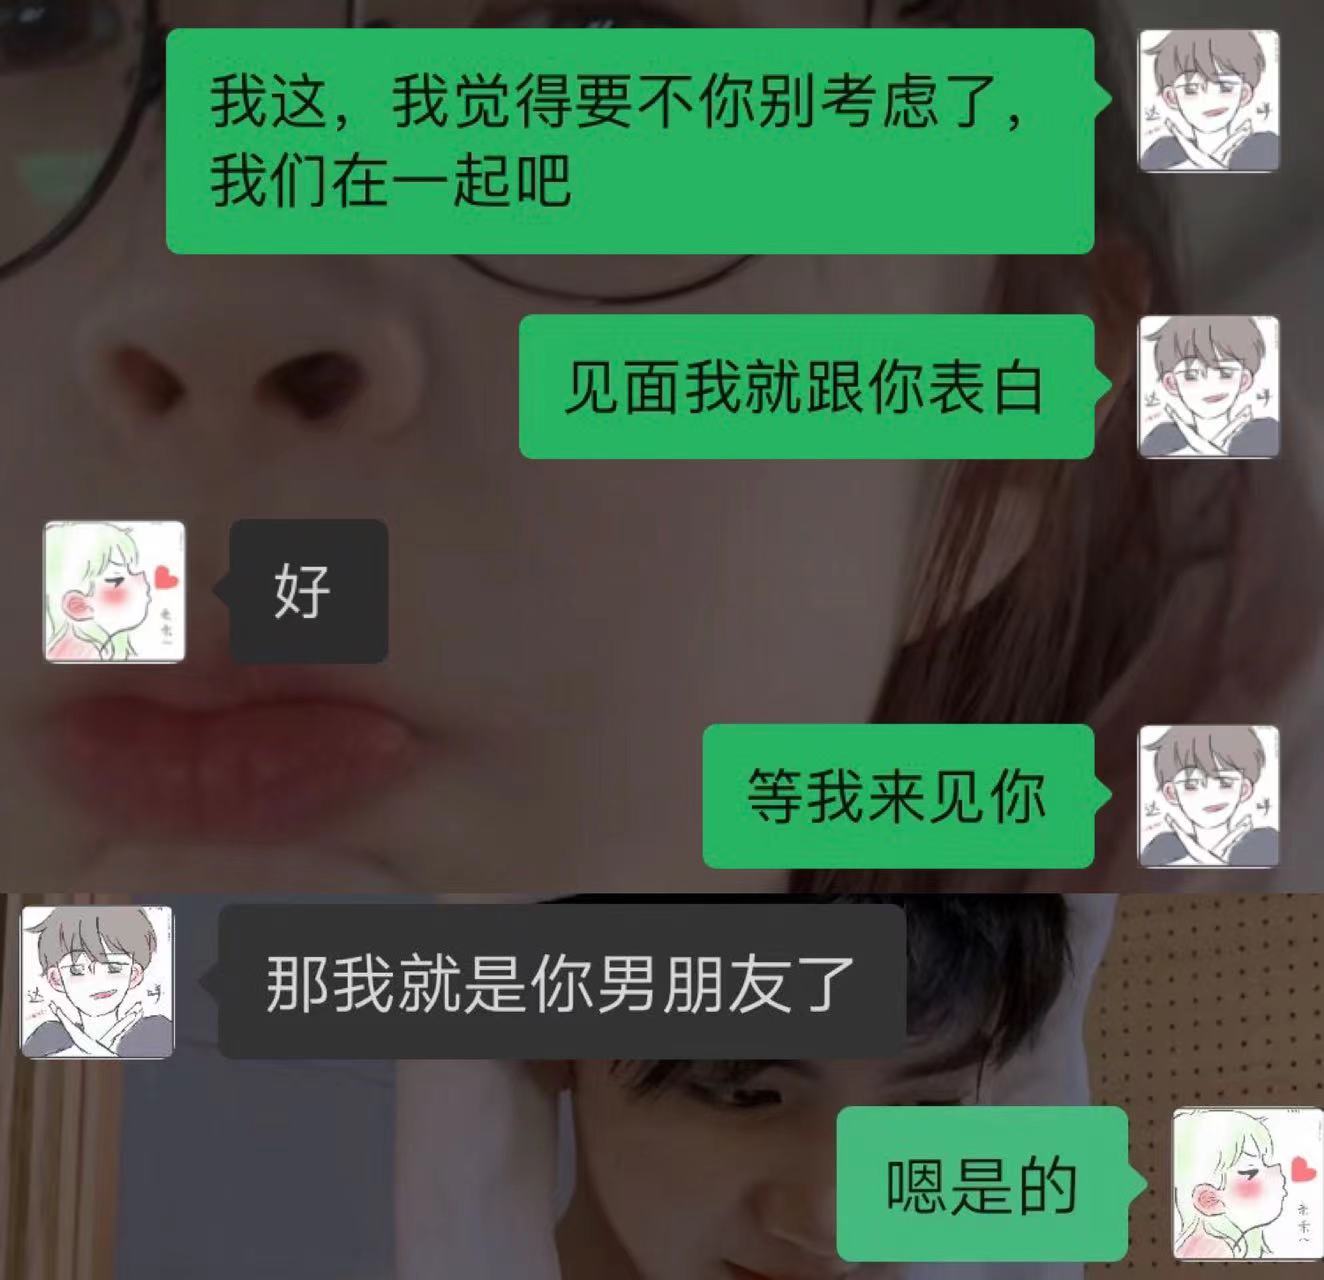 我这，我觉得要不你别考虑了，
我们在一起吧
见面我就跟你表白
好
等我来见你
那我就是你男朋友了
嗯是的